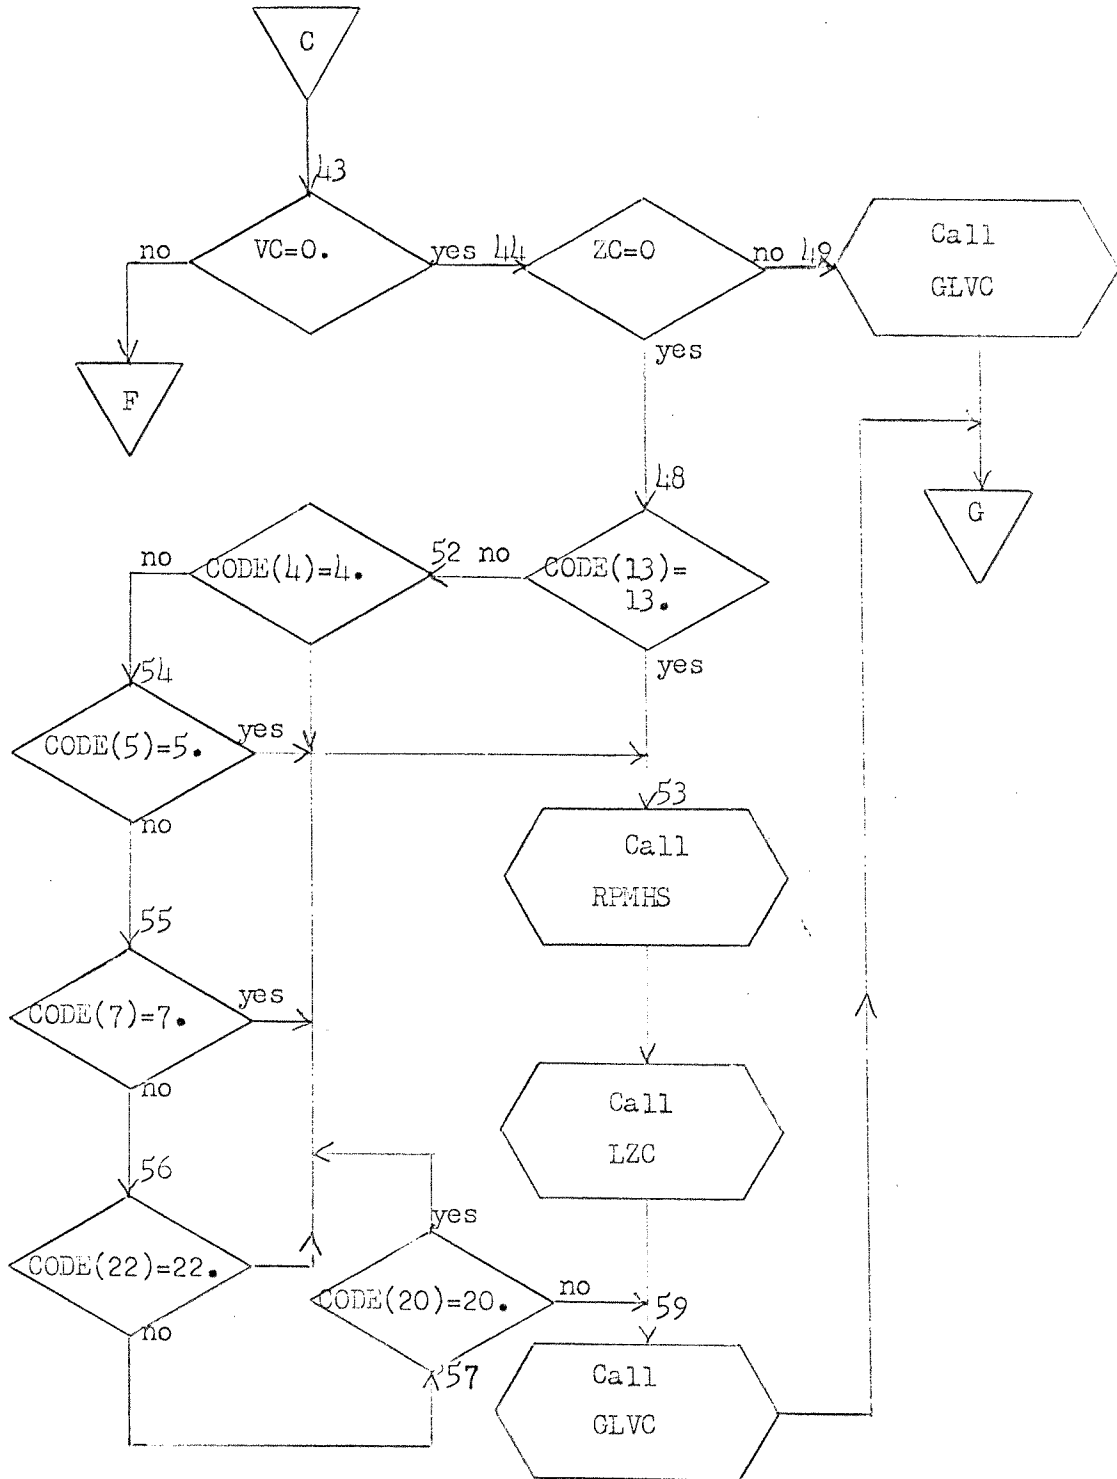 C
43
no
VC=0.
yes 44
ZC=0
no 49
Call
GLVC
yes
F
G
48
no
CODE(4)=4.
52 no
CODE(13)=
13.
yes
54
CODE(5)=5.
yes
no
53
Call
RPMHS
55
CODE(7)=7.
yes
no
Call
LZC
56
CODE(22)=22.
no
yes
CODE(20)=20.
no
57
59
Call
GLVC